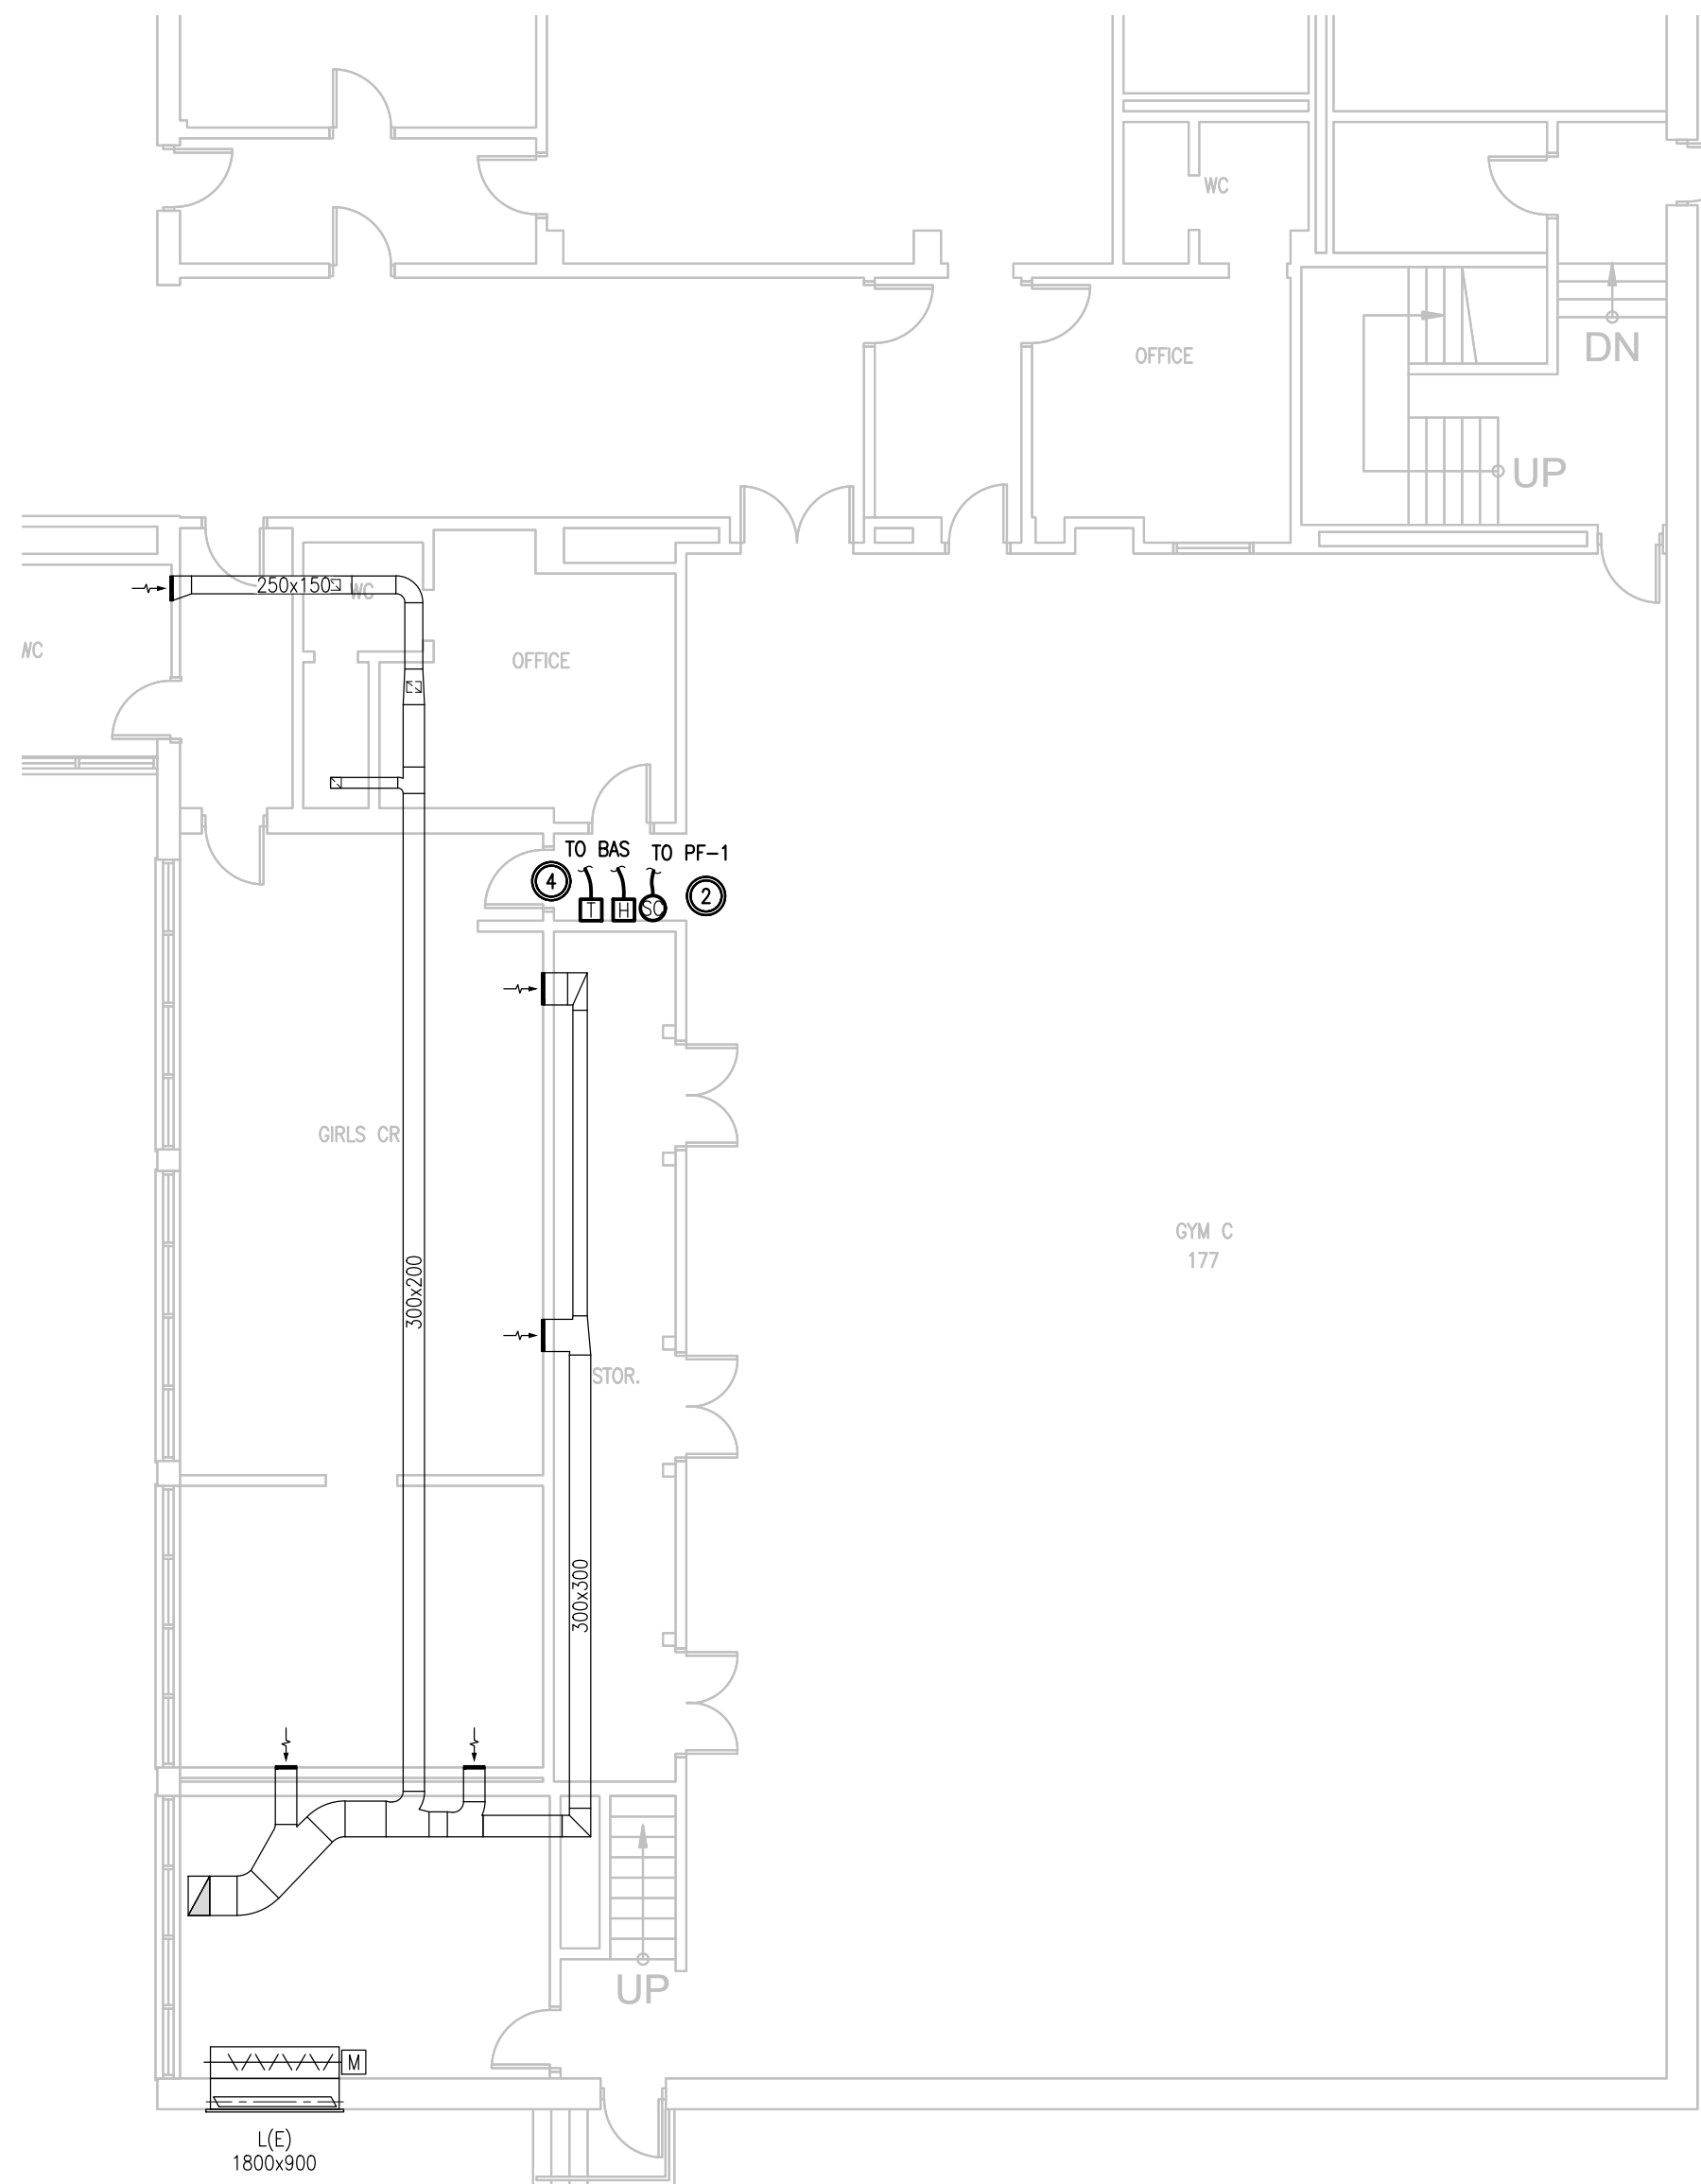 WC
OFFICE
DN
UP
250x150
WC
WC
OFFICE
TO BAS
TO PF-1
4
T
H
SC
2
GIRLS CR
GYM C
177
300x200
STOR.
300x300
UP
M
L(E)
1800x900